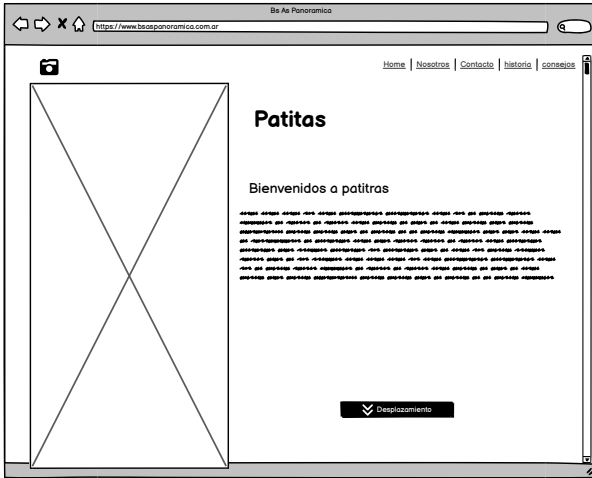 Bs As Panoramica
https://www.bsaspanoramica.com.ar
Home | Nosotros | Contacto | historia | consejos
Patitas
Bienvenidos a patitras
Desplazamiento